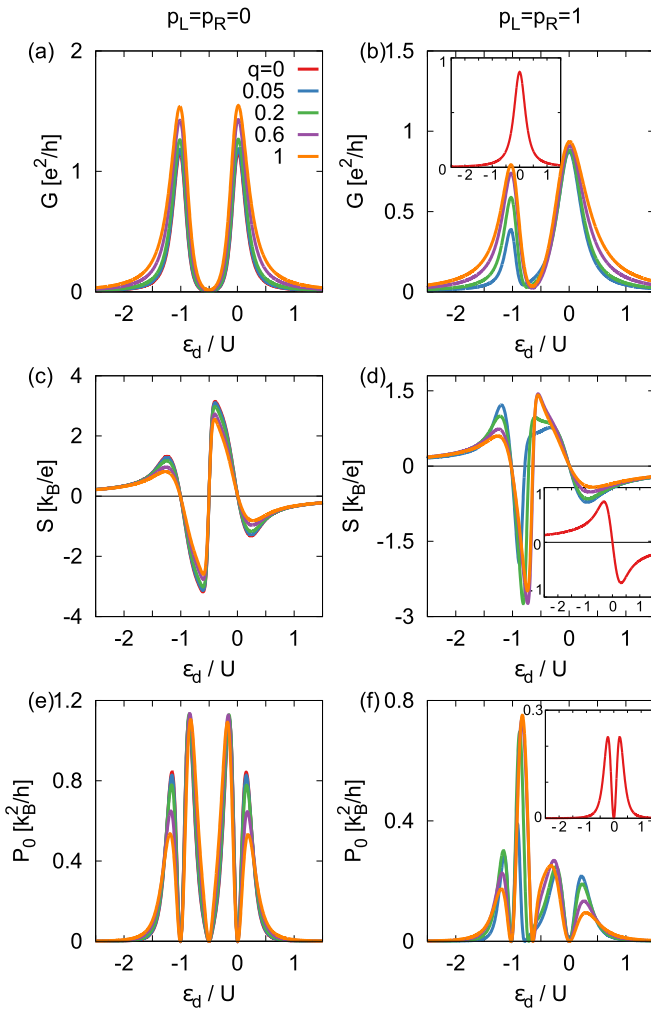 p_L=p_R=0 p_L=p_R=1
(a) (b)
G [e²/h]
2
1
0
q=0
0.05
0.2
0.6
1
-2 -1 0 1
ε_d / U
G [e²/h]
1.5
1
0.5
0
1
0
-2 -1 0 1
-2 -1 0 1
ε_d / U
(c) (d)
S [k_B/e]
4
2
0
-2
-4
-2 -1 0 1
ε_d / U
S [k_B/e]
1.5
0
-1.5
-3
1
0
1
-2 -1 0 1
-2 -1 0 1
ε_d / U
(e) (f)
P_0 [k_B²/h]
1.2
0.8
0.4
0
-2 -1 0 1
ε_d / U
P_0 [k_B²/h]
0.8
0.4
0
0.3
0
-2 -1 0 1
-2 -1 0 1
ε_d / U